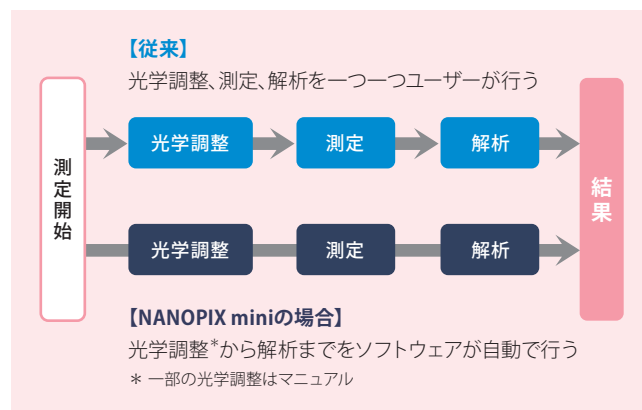 【従来】
光学調整、測定、解析を一つ一つユーザーが行う
測定開始
光学調整
測定
解析
結果
光学調整
測定
解析
【NANOPIX miniの場合】
光学調整*から解析までをソフトウェアが自動で行う
* 一部の光学調整はマニュアル